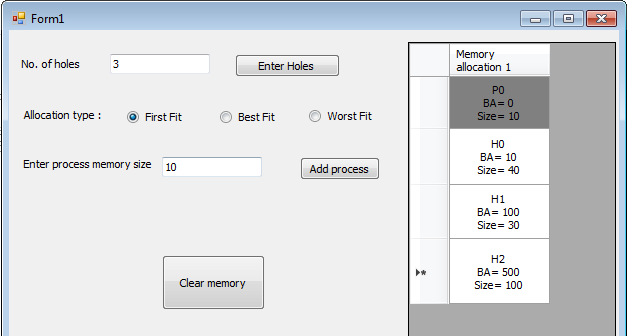 Form1
No. of holes
3
Enter Holes
Allocation type :
First Fit
Best Fit
Worst Fit
Enter process memory size
10
Add process
Clear memory
Memory
allocation 1
P0
BA= 0
Size= 10
H0
BA= 10
Size= 40
H1
BA= 100
Size= 30
H2
BA= 500
Size= 100